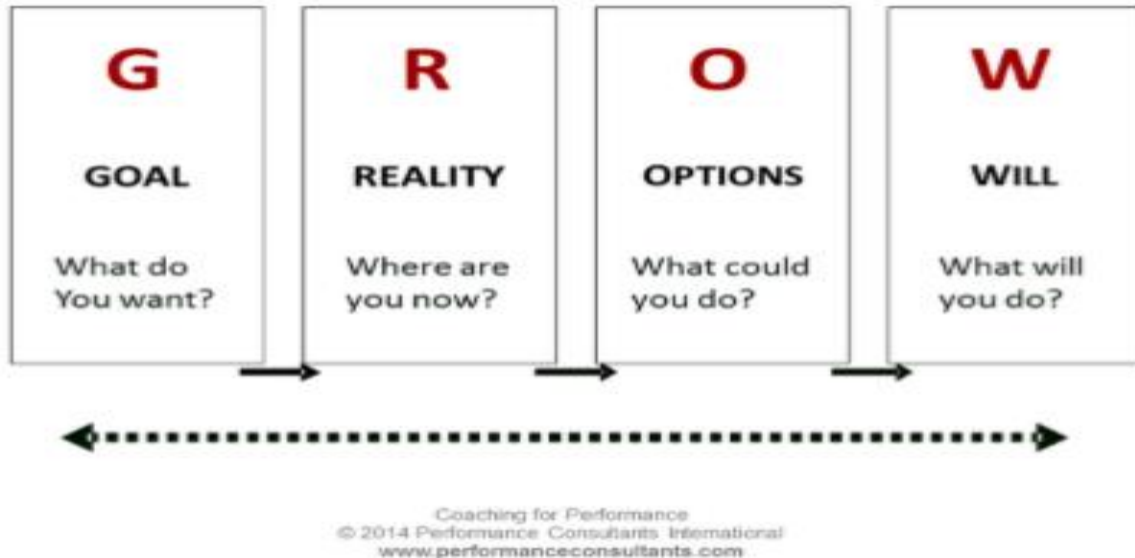 G
GOAL
What do
You want?
R
REALITY
Where are
you now?
O
OPTIONS
What could
you do?
W
WILL
What will
you do?
Coaching for Performance
© 2014 Performance Consultants International
www.performanceconsultants.com